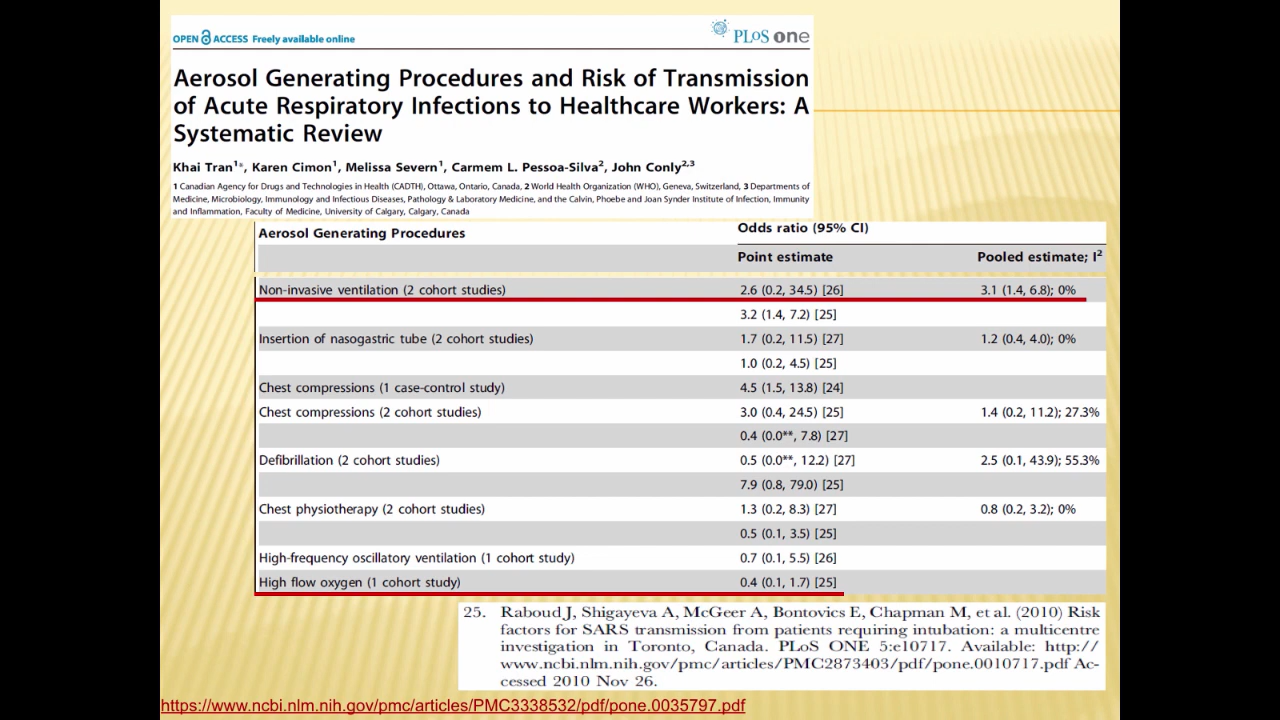 OPEN ACCESS Freely available online
PLoS one
Aerosol Generating Procedures and Risk of Transmission
of Acute Respiratory Infections to Healthcare Workers: A
Systematic Review
Khai Tran1*, Karen Cimon1, Melissa Severn1, Carmem L. Pessoa-Silva2, John Conly2,3
1 Canadian Agency for Drugs and Technologies in Health (CADTH), Ottawa, Ontario, Canada, 2 World Health Organization (WHO), Geneva, Switzerland, 3 Departments of
Medicine, Microbiology, Immunology and Infectious Diseases, Pathology & Laboratory Medicine, and the Calvin, Phoebe and Joan Synder Institute of Infection, Immunity
and Inflammation, Faculty of Medicine, University of Calgary, Calgary, Canada
Aerosol Generating Procedures Odds ratio (95% CI)
Point estimate Pooled estimate; I2
Non-invasive ventilation (2 cohort studies) 2.6 (0.2, 34.5) [26] 3.1 (1.4, 6.8); 0%
3.2 (1.4, 7.2) [25]
Insertion of nasogastric tube (2 cohort studies) 1.7 (0.2, 11.5) [27] 1.2 (0.4, 4.0); 0%
1.0 (0.2, 4.5) [25]
Chest compressions (1 case-control study) 4.5 (1.5, 13.8) [24]
Chest compressions (2 cohort studies) 3.0 (0.4, 24.5) [25] 1.4 (0.2, 11.2); 27.3%
0.4 (0.0**, 7.8) [27]
Defibrillation (2 cohort studies) 0.5 (0.0**, 12.2) [27] 2.5 (0.1, 43.9); 55.3%
7.9 (0.8, 79.0) [25]
Chest physiotherapy (2 cohort studies) 1.3 (0.2, 8.3) [27] 0.8 (0.2, 3.2); 0%
0.5 (0.1, 3.5) [25]
High-frequency oscillatory ventilation (1 cohort study) 0.7 (0.1, 5.5) [26]
High flow oxygen (1 cohort study) 0.4 (0.1, 1.7) [25]
25. Raboud J, Shigayeva A, McGeer A, Bontovics E, Chapman M, et al. (2010) Risk
factors for SARS transmission from patients requiring intubation: a multicentre
investigation in Toronto, Canada. PLoS ONE 5:e10717. Available: http://
www.ncbi.nlm.nih.gov/pmc/articles/PMC2873403/pdf/pone.0010717.pdf Ac-
cessed 2010 Nov 26.
https://www.ncbi.nlm.nih.gov/pmc/articles/PMC3338532/pdf/pone.0035797.pdf